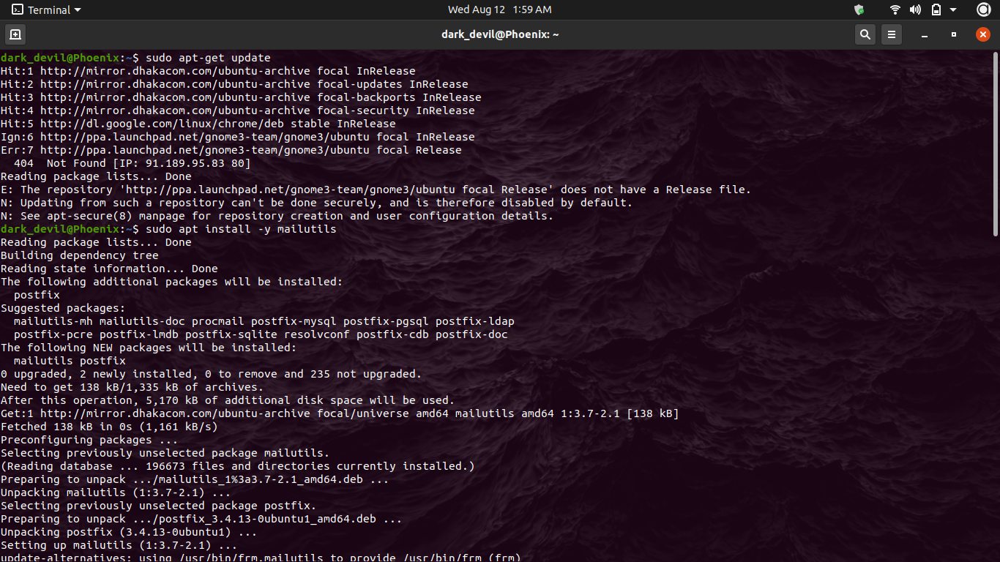 Terminal
Wed Aug 12 1:59 AM
dark_devil@Phoenix: ~
dark_devil@Phoenix:~$ sudo apt-get update
Hit:1 http://mirror.dhakacom.com/ubuntu-archive focal InRelease
Hit:2 http://mirror.dhakacom.com/ubuntu-archive focal-updates InRelease
Hit:3 http://mirror.dhakacom.com/ubuntu-archive focal-backports InRelease
Hit:4 http://mirror.dhakacom.com/ubuntu-archive focal-security InRelease
Hit:5 http://dl.google.com/linux/chrome/deb stable InRelease
Ign:6 http://ppa.launchpad.net/gnome3-team/gnome3/ubuntu focal InRelease
Err:7 http://ppa.launchpad.net/gnome3-team/gnome3/ubuntu focal Release
  404  Not Found [IP: 91.189.95.83 80]
Reading package lists... Done
E: The repository 'http://ppa.launchpad.net/gnome3-team/gnome3/ubuntu focal Release' does not have a Release file.
N: Updating from such a repository can't be done securely, and is therefore disabled by default.
N: See apt-secure(8) manpage for repository creation and user configuration details.
dark_devil@Phoenix:~$ sudo apt install -y mailutils
Reading package lists... Done
Building dependency tree
Reading state information... Done
The following additional packages will be installed:
  postfix
Suggested packages:
  mailutils-mh mailutils-doc procmail postfix-mysql postfix-pgsql postfix-ldap
  postfix-pcre postfix-lmdb postfix-sqlite resolvconf postfix-cdb postfix-doc
The following NEW packages will be installed:
  mailutils postfix
0 upgraded, 2 newly installed, 0 to remove and 235 not upgraded.
Need to get 138 kB/1,335 kB of archives.
After this operation, 5,170 kB of additional disk space will be used.
Get:1 http://mirror.dhakacom.com/ubuntu-archive focal/universe amd64 mailutils amd64 1:3.7-2.1 [138 kB]
Fetched 138 kB in 0s (1,161 kB/s)
Preconfiguring packages ...
Selecting previously unselected package mailutils.
(Reading database ... 196673 files and directories currently installed.)
Preparing to unpack .../mailutils_1%3a3.7-2.1_amd64.deb ...
Unpacking mailutils (1:3.7-2.1) ...
Selecting previously unselected package postfix.
Preparing to unpack .../postfix_3.4.13-0ubuntu1_amd64.deb ...
Unpacking postfix (3.4.13-0ubuntu1) ...
Setting up mailutils (1:3.7-2.1) ...
update-alternatives: using /usr/bin/frm.mailutils to provide /usr/bin/frm (frm)